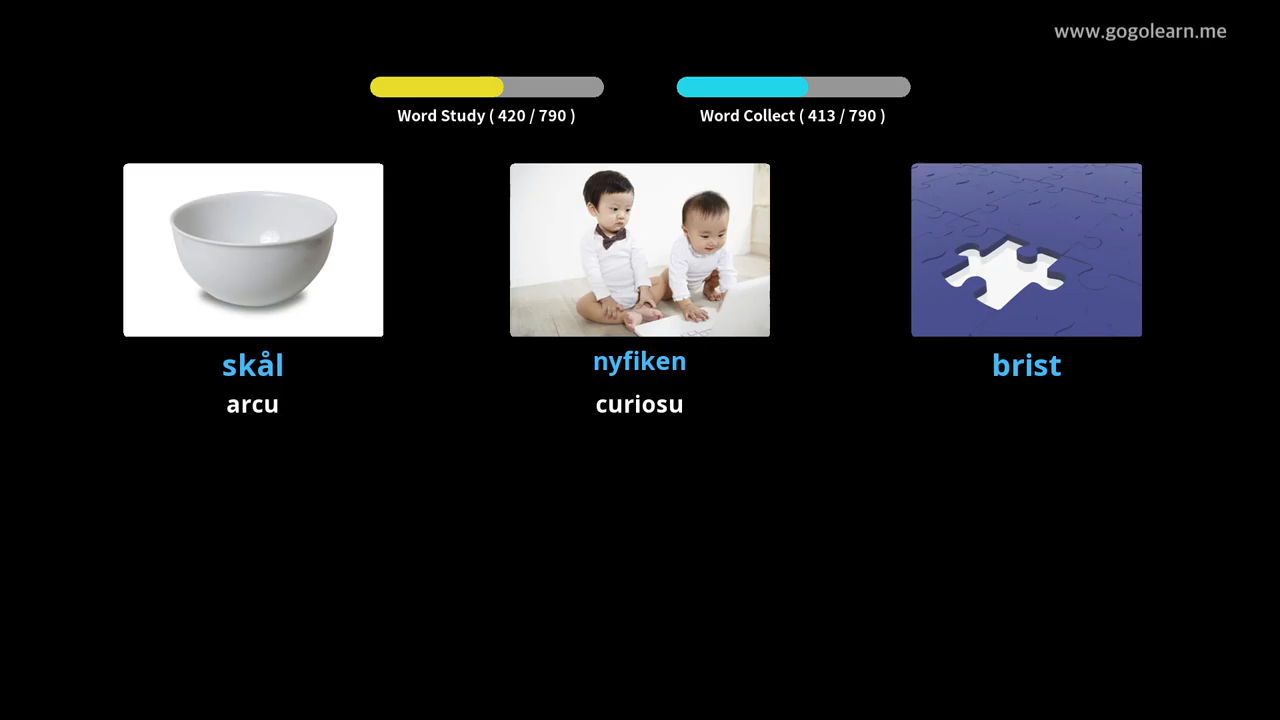 www.gogolearn.me
Word Study ( 420 / 790 )
Word Collect ( 413 / 790 )
skål
nyfiken
brist
arcu
curiosu